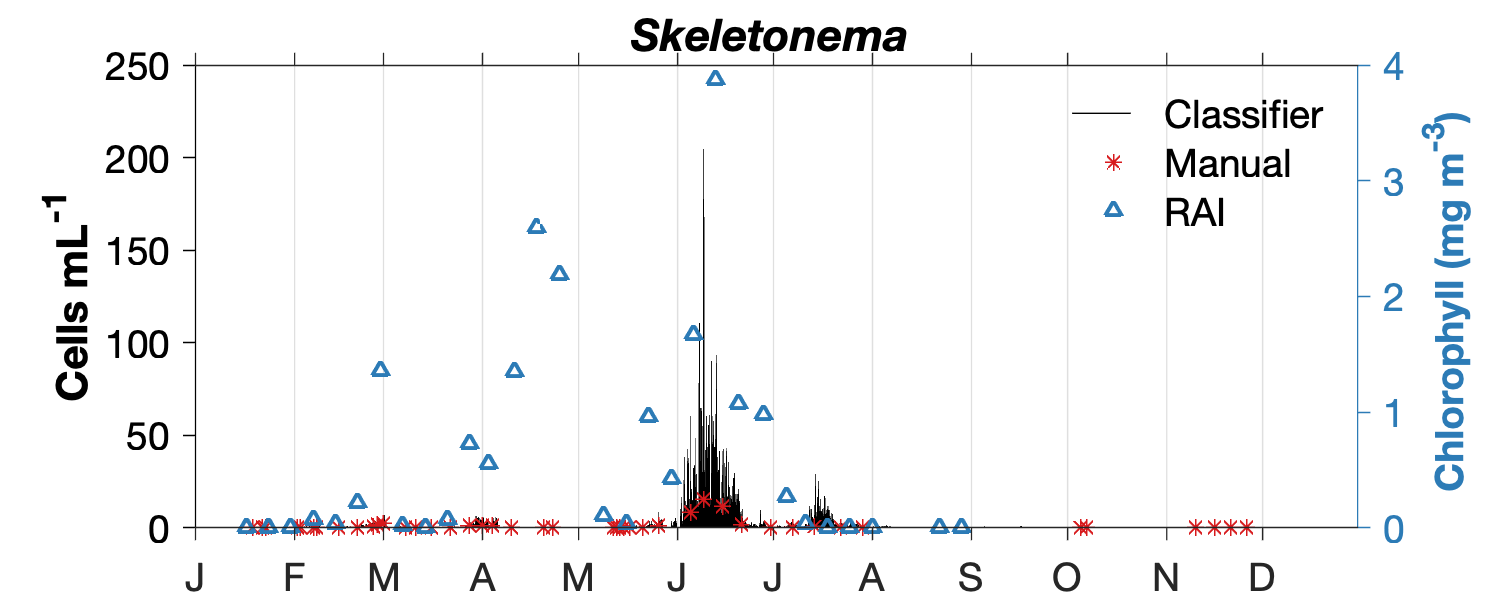 Skeletonema
250
200
150
100
50
0
Cells mL-1
4
3
2
1
0
Chlorophyll (mg m-3)
Classifier
Manual
RAI
J F M A M J J A S O N D